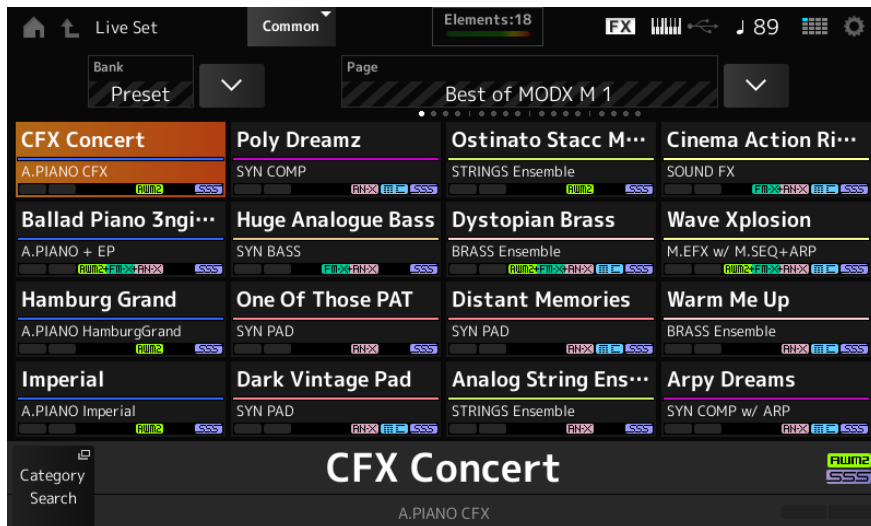 Live Set
Common
Elements:18
FX
89
Bank
Preset
Page
Best of MODX M 1
CFX Concert
A.PIANO CFX
AWM2 SSS
Poly Dreamz
SYN COMP
AN-X SSS
Ostinato Stacc M···
STRINGS Ensemble
AWM2 SSS
Cinema Action Ri···
SOUND FX
FM-X+AN-X SSS
Ballad Piano 3ngi···
A.PIANO + EP
AWM2+FM-X+AN-X SSS
Huge Analogue Bass
SYN BASS
FM-X+AN-X SSS
Dystopian Brass
BRASS Ensemble
AWM2+FM-X+AN-X SSS
Wave Xplosion
M.EFX w/ M.SEQ+ARP
AWM2+FM-X+AN-X SSS
Hamburg Grand
A.PIANO HamburgGrand
AWM2 SSS
One Of Those PAT
SYN PAD
AN-X SSS
Distant Memories
SYN PAD
AN-X SSS
Warm Me Up
BRASS Ensemble
AN-X SSS
Imperial
A.PIANO Imperial
AWM2 SSS
Dark Vintage Pad
SYN PAD
AN-X SSS
Analog String Ens···
STRINGS Ensemble
AN-X SSS
Arpy Dreams
SYN COMP w/ ARP
AN-X SSS
Category
Search
CFX Concert
AWM2
SSS
A.PIANO CFX